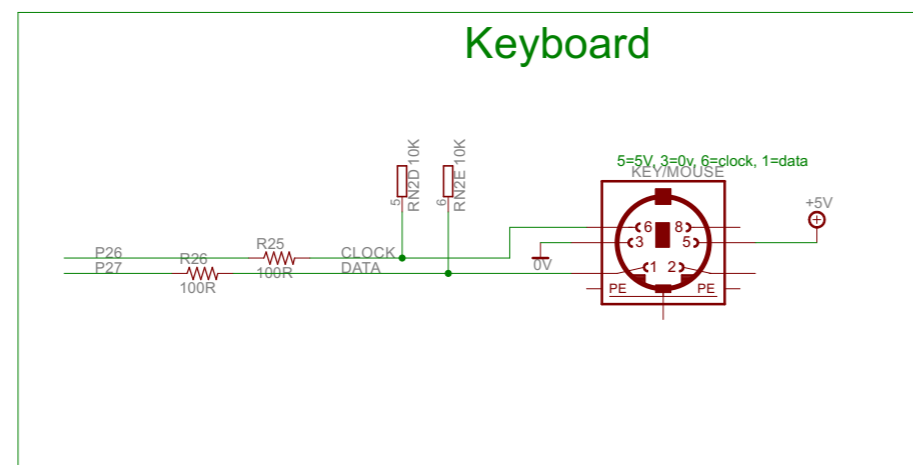 Keyboard
RN2D 10K
5
RN2E 10K
6
5=5V, 3=0v, 6=clock, 1=data
KEY/MOUSE
+5V
6 8
3 5
0V
1 2
PE PE
P26
R25
CLOCK
100R
P27
R26
DATA
100R